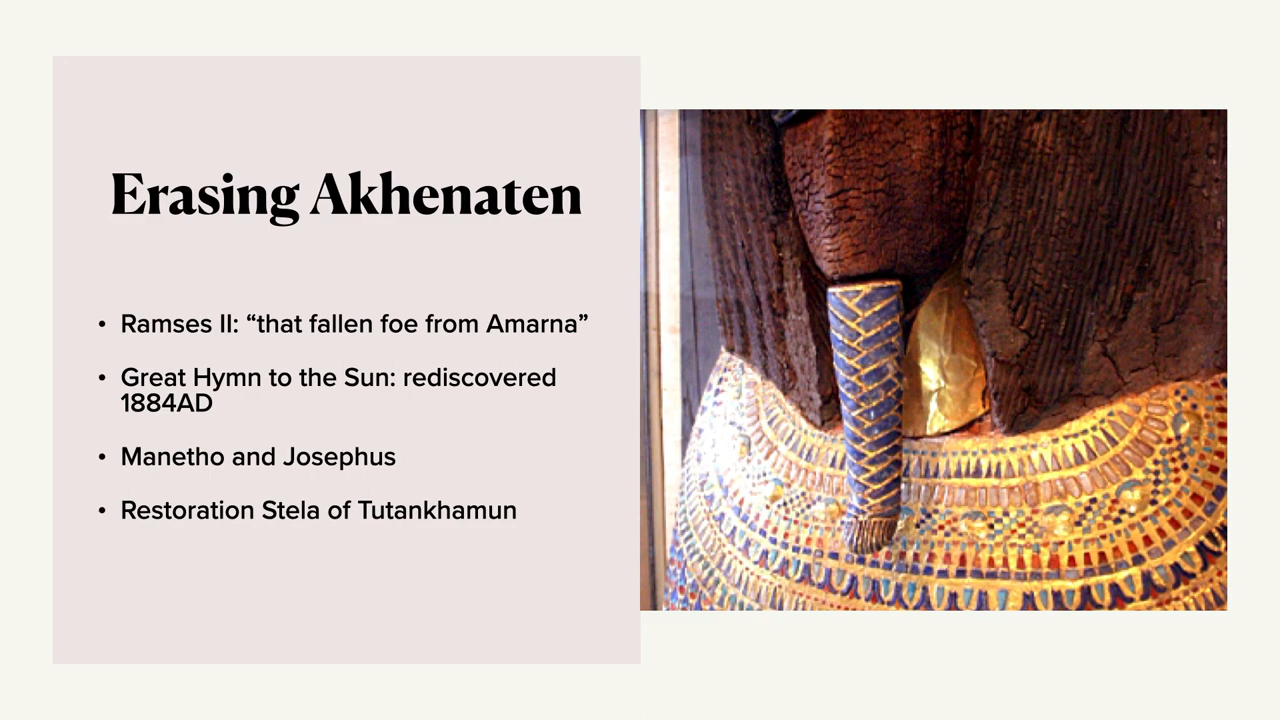 Erasing Akhenaten
• Ramses II: “that fallen foe from Amarna”
• Great Hymn to the Sun: rediscovered
1884AD
• Manetho and Josephus
• Restoration Stela of Tutankhamun